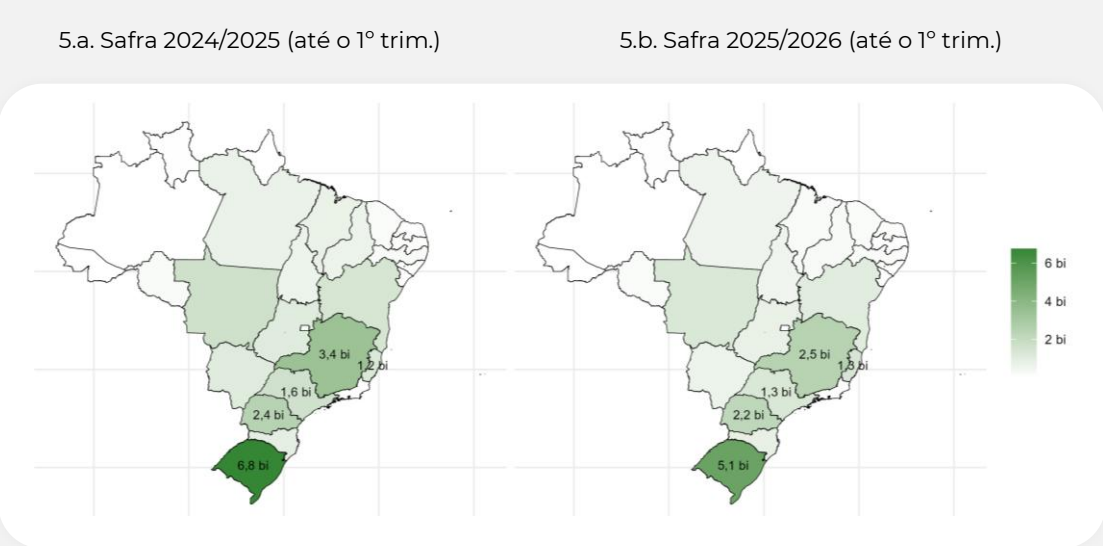 5.a. Safra 2024/2025 (até o 1º trim.)
5.b. Safra 2025/2026 (até o 1º trim.)
3,4 bi
1,2 bi
1,6 bi
2,4 bi
6,8 bi
2,5 bi
1,3 bi
1,3 bi
2,2 bi
5,1 bi
6 bi
4 bi
2 bi